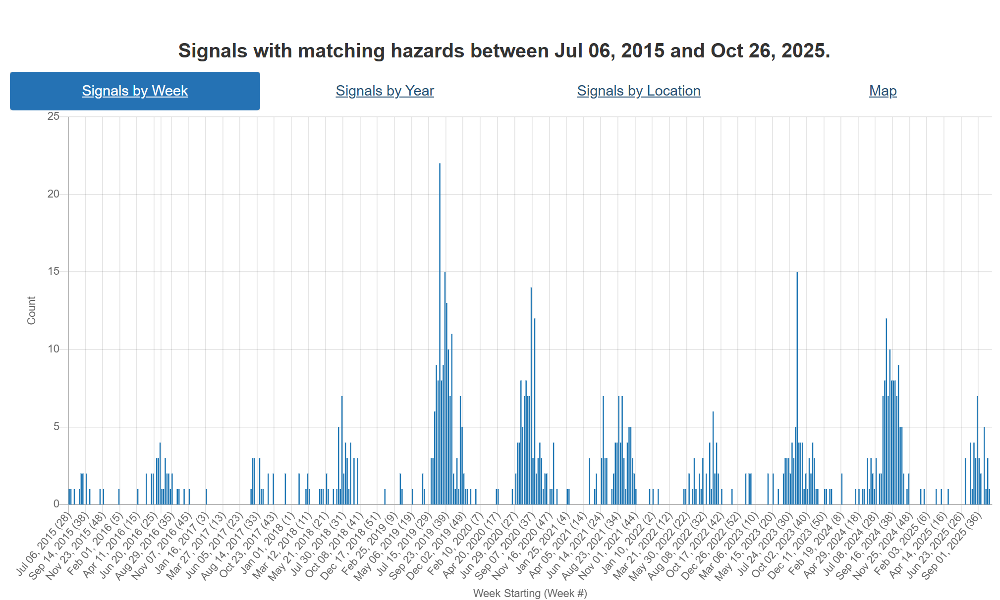 Signals with matching hazards between Jul 06, 2015 and Oct 26, 2025.
Signals by Week
Signals by Year
Signals by Location
Map
25
20
15
10
5
0
Count
Jul 06, 2015 (28)
Sep 14, 2015 (38)
Nov 23, 2015 (48)
Feb 01, 2016 (5)
Apr 11, 2016 (15)
Jun 20, 2016 (25)
Aug 29, 2016 (35)
Nov 07, 2016 (45)
Jan 16, 2017 (3)
Mar 27, 2017 (13)
Jun 05, 2017 (23)
Aug 14, 2017 (33)
Oct 23, 2017 (43)
Jan 01, 2018 (1)
Mar 12, 2018 (11)
May 21, 2018 (21)
Jul 30, 2018 (31)
Oct 08, 2018 (41)
Dec 17, 2018 (51)
Feb 25, 2019 (9)
May 06, 2019 (19)
Jul 15, 2019 (29)
Sep 23, 2019 (39)
Dec 02, 2019 (49)
Feb 10, 2020 (7)
Apr 20, 2020 (17)
Jun 29, 2020 (27)
Sep 07, 2020 (37)
Nov 16, 2020 (47)
Jan 25, 2021 (4)
Apr 05, 2021 (14)
Jun 14, 2021 (24)
Aug 23, 2021 (34)
Nov 01, 2021 (44)
Jan 10, 2022 (2)
Mar 21, 2022 (12)
May 30, 2022 (22)
Aug 08, 2022 (32)
Oct 17, 2022 (42)
Dec 26, 2022 (52)
Mar 06, 2023 (10)
May 15, 2023 (20)
Jul 24, 2023 (30)
Oct 02, 2023 (40)
Dec 11, 2023 (50)
Feb 19, 2024 (8)
Apr 29, 2024 (18)
Jul 08, 2024 (28)
Sep 16, 2024 (38)
Nov 25, 2024 (48)
Feb 03, 2025 (6)
Apr 14, 2025 (16)
Jun 23, 2025 (26)
Sep 01, 2025 (36)
Week Starting (Week #)